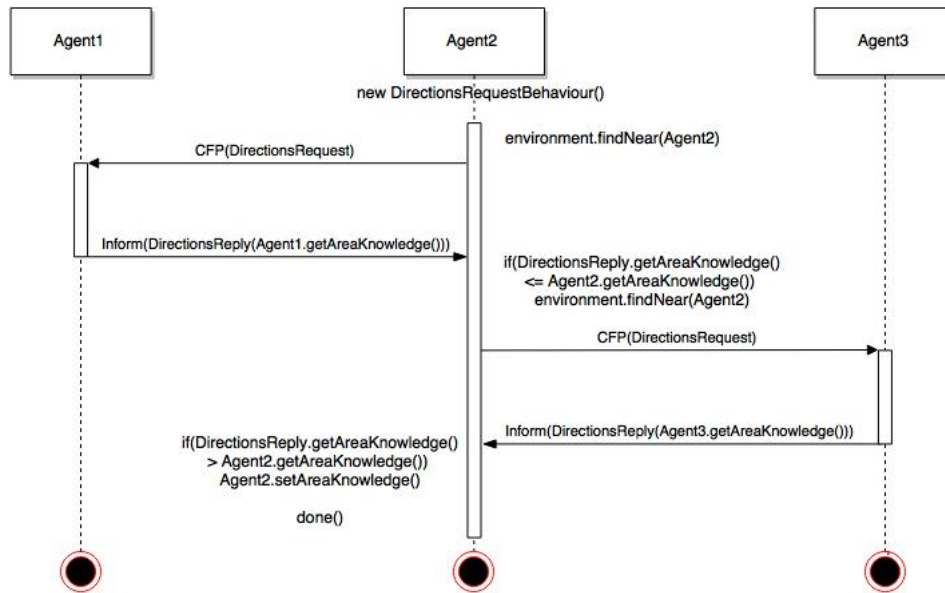 Agent1
Agent2
Agent3
new DirectionsRequestBehaviour()
environment.findNear(Agent2)
CFP(DirectionsRequest)
Inform(DirectionsReply(Agent1.getAreaKnowledge()))
if(DirectionsReply.getAreaKnowledge()
<= Agent2.getAreaKnowledge())
environment.findNear(Agent2)
CFP(DirectionsRequest)
Inform(DirectionsReply(Agent3.getAreaKnowledge()))
if(DirectionsReply.getAreaKnowledge()
> Agent2.getAreaKnowledge())
Agent2.setAreaKnowledge()
done()